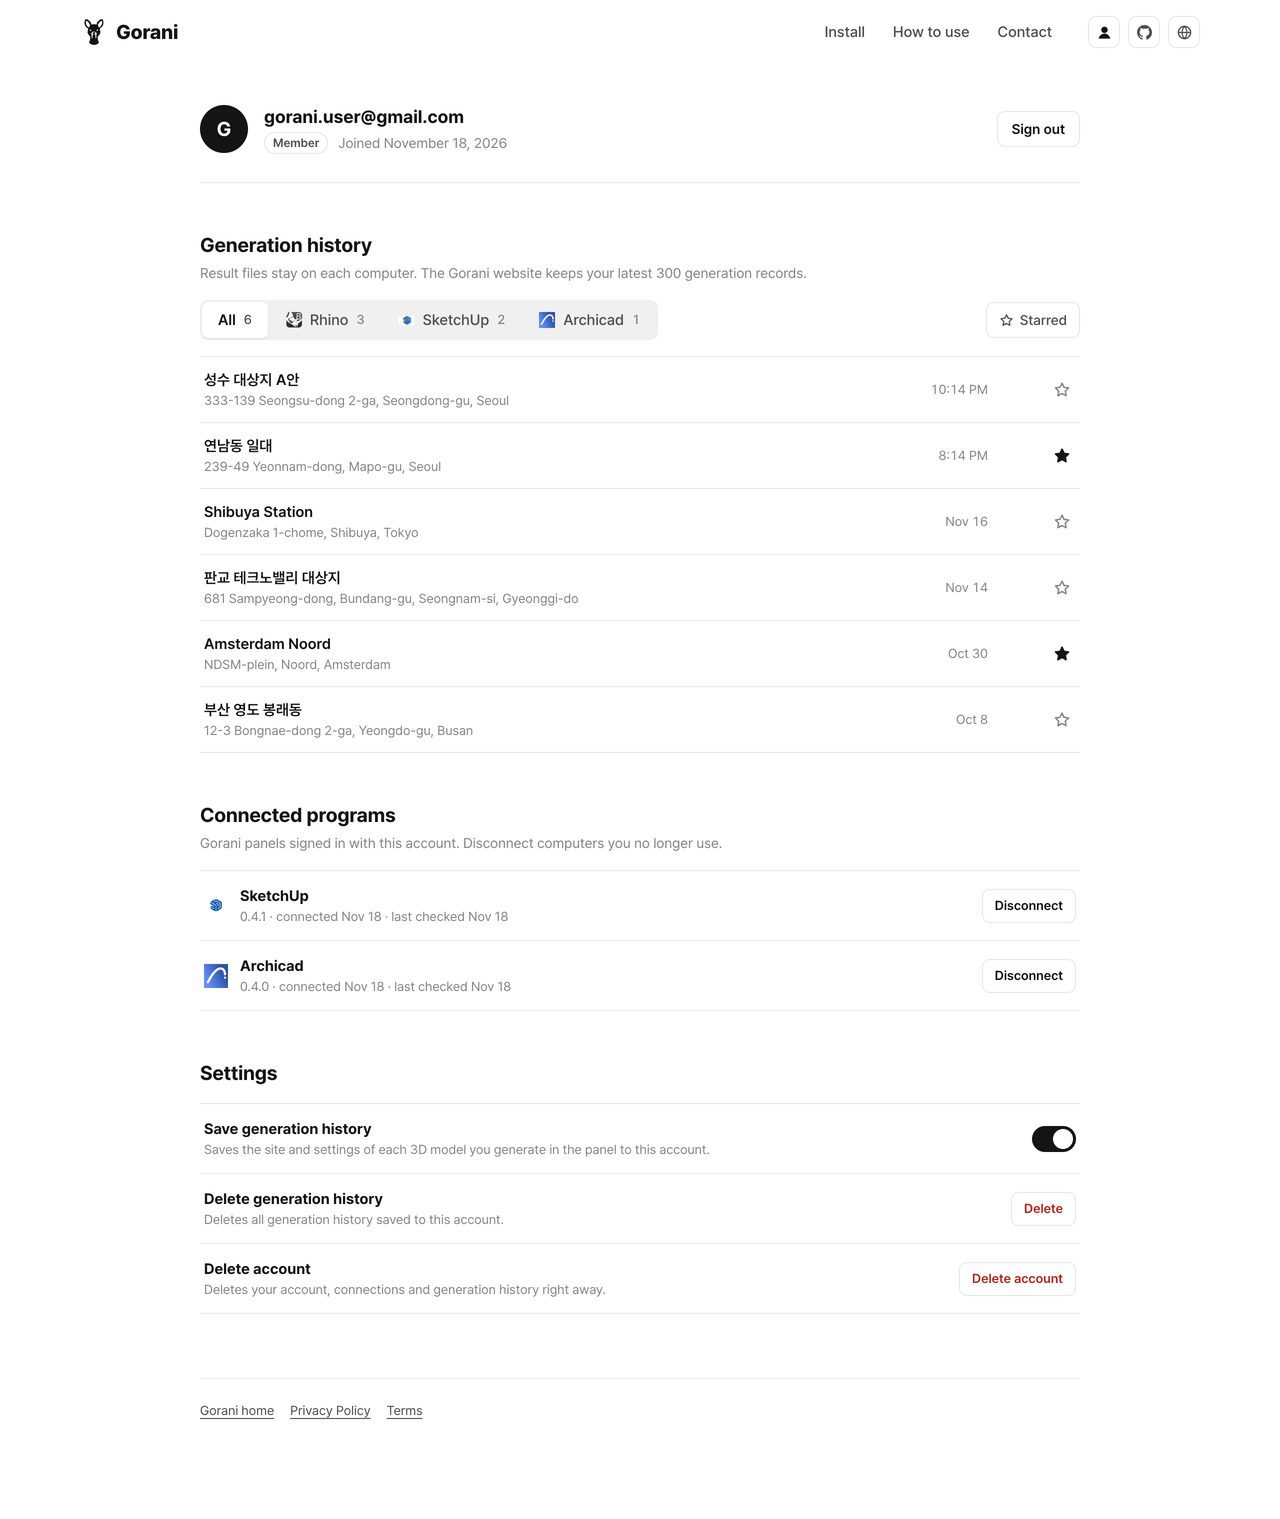 Gorani
Install
How to use
Contact
G
gorani.user@gmail.com
Member
Joined November 18, 2026
Sign out
Generation history
Result files stay on each computer. The Gorani website keeps your latest 300 generation records.
All 6
Rhino 3
SketchUp 2
Archicad 1
Starred
성수 대상지 A안
333-139 Seongsu-dong 2-ga, Seongdong-gu, Seoul
10:14 PM
연남동 일대
239-49 Yeonnam-dong, Mapo-gu, Seoul
8:14 PM
Shibuya Station
Dogenzaka 1-chome, Shibuya, Tokyo
Nov 16
판교 테크노밸리 대상지
681 Sampyeong-dong, Bundang-gu, Seongnam-si, Gyeonggi-do
Nov 14
Amsterdam Noord
NDSM-plein, Noord, Amsterdam
Oct 30
부산 영도 봉래동
12-3 Bongnae-dong 2-ga, Yeongdo-gu, Busan
Oct 8
Connected programs
Gorani panels signed in with this account. Disconnect computers you no longer use.
SketchUp
0.4.1 · connected Nov 18 · last checked Nov 18
Disconnect
Archicad
0.4.0 · connected Nov 18 · last checked Nov 18
Disconnect
Settings
Save generation history
Saves the site and settings of each 3D model you generate in the panel to this account.
Delete generation history
Deletes all generation history saved to this account.
Delete
Delete account
Deletes your account, connections and generation history right away.
Delete account
Gorani home
Privacy Policy
Terms